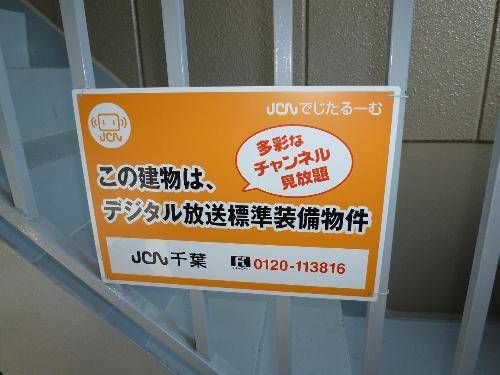 JCN
JCNでじたるーむ
多彩な
チャンネル
見放題
この建物は、
デジタル放送標準装備物件
JCN千葉
0120-113816